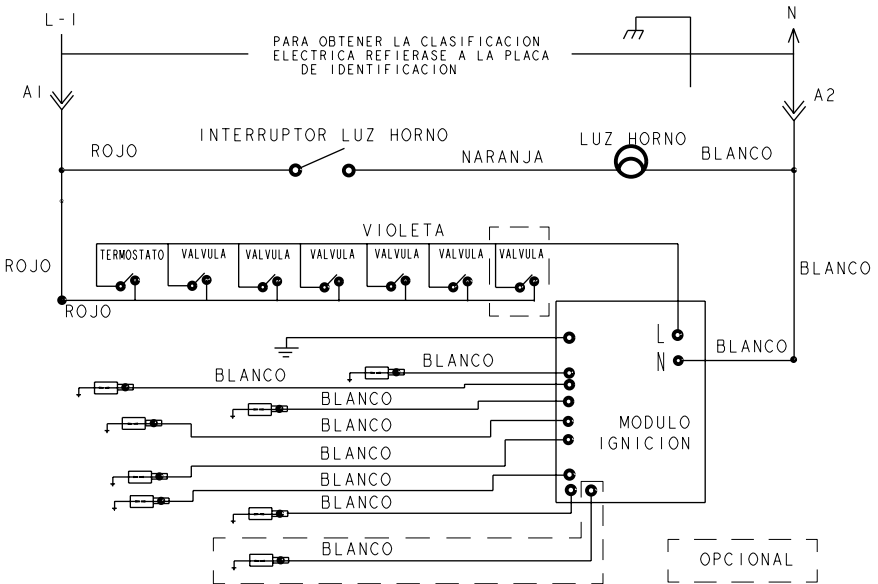 L-1
N
PARA OBTENER LA CLASIFICACION
ELECTRICA REFIERASE A LA PLACA
DE IDENTIFICACION
A1
A2
INTERRUPTOR LUZ HORNO
LUZ HORNO
ROJO
NARANJA
BLANCO
VIOLETA
TERMOSTATO
VALVULA
VALVULA
VALVULA
VALVULA
VALVULA
VALVULA
ROJO
BLANCO
ROJO
L
N
BLANCO
BLANCO
BLANCO
BLANCO
BLANCO
MODULO
IGNICION
BLANCO
BLANCO
BLANCO
BLANCO
OPCIONAL